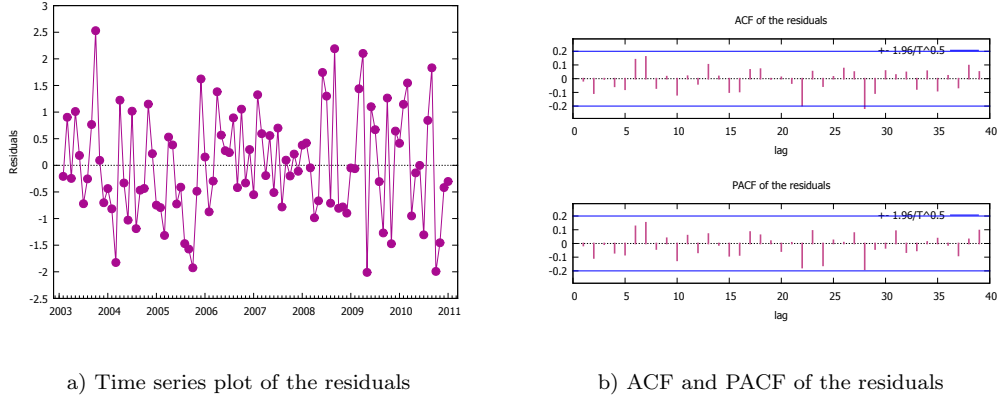 3
2.5
2
1.5
1
0.5
0
-0.5
-1
-1.5
-2
-2.5
Residuals
2003 2004 2005 2006 2007 2008 2009 2010 2011
a) Time series plot of the residuals
ACF of the residuals
+- 1.96/T^0.5
0.2
0.1
0
-0.1
-0.2
0 5 10 15 20 25 30 35 40
lag
PACF of the residuals
+- 1.96/T^0.5
0.2
0.1
0
-0.1
-0.2
0 5 10 15 20 25 30 35 40
lag
b) ACF and PACF of the residuals